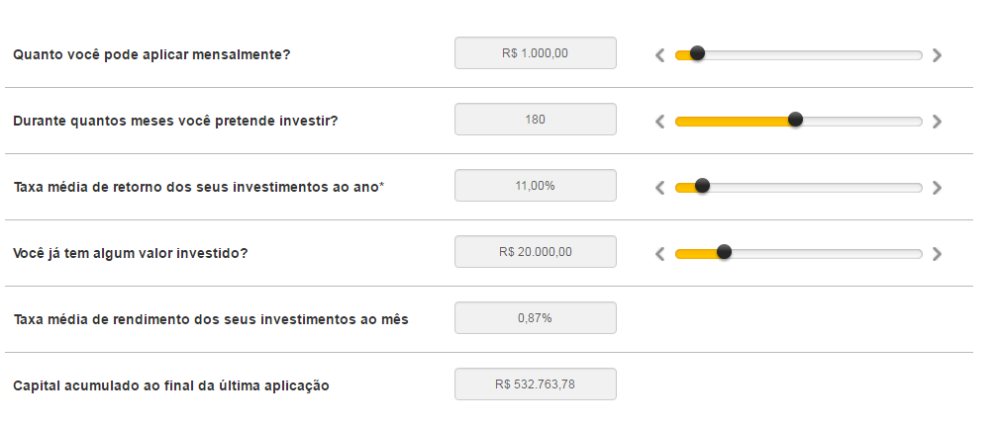 Quanto você pode aplicar mensalmente? R$ 1.000,00
Durante quantos meses você pretende investir? 180
Taxa média de retorno dos seus investimentos ao ano* 11,00%
Você já tem algum valor investido? R$ 20.000,00
Taxa média de rendimento dos seus investimentos ao mês 0,87%
Capital acumulado ao final da última aplicação R$ 532.763,78